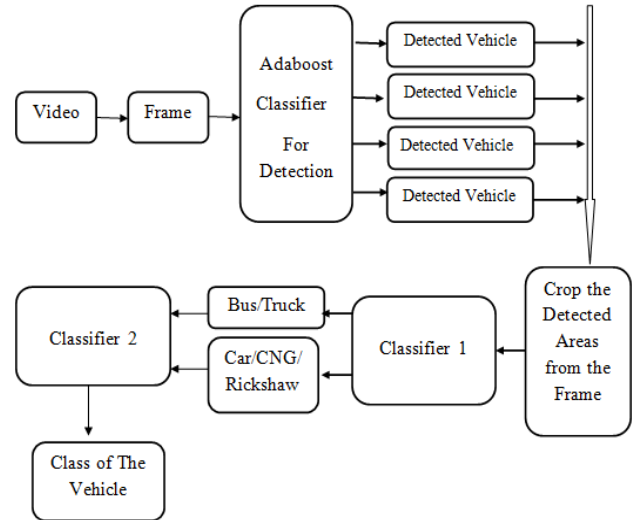 Video
Frame
Adaboost
Classifier
For
Detection
Detected Vehicle
Detected Vehicle
Detected Vehicle
Detected Vehicle
Crop the
Detected
Areas
from the
Frame
Classifier 1
Bus/Truck
Car/CNG/
Rickshaw
Classifier 2
Class of The
Vehicle